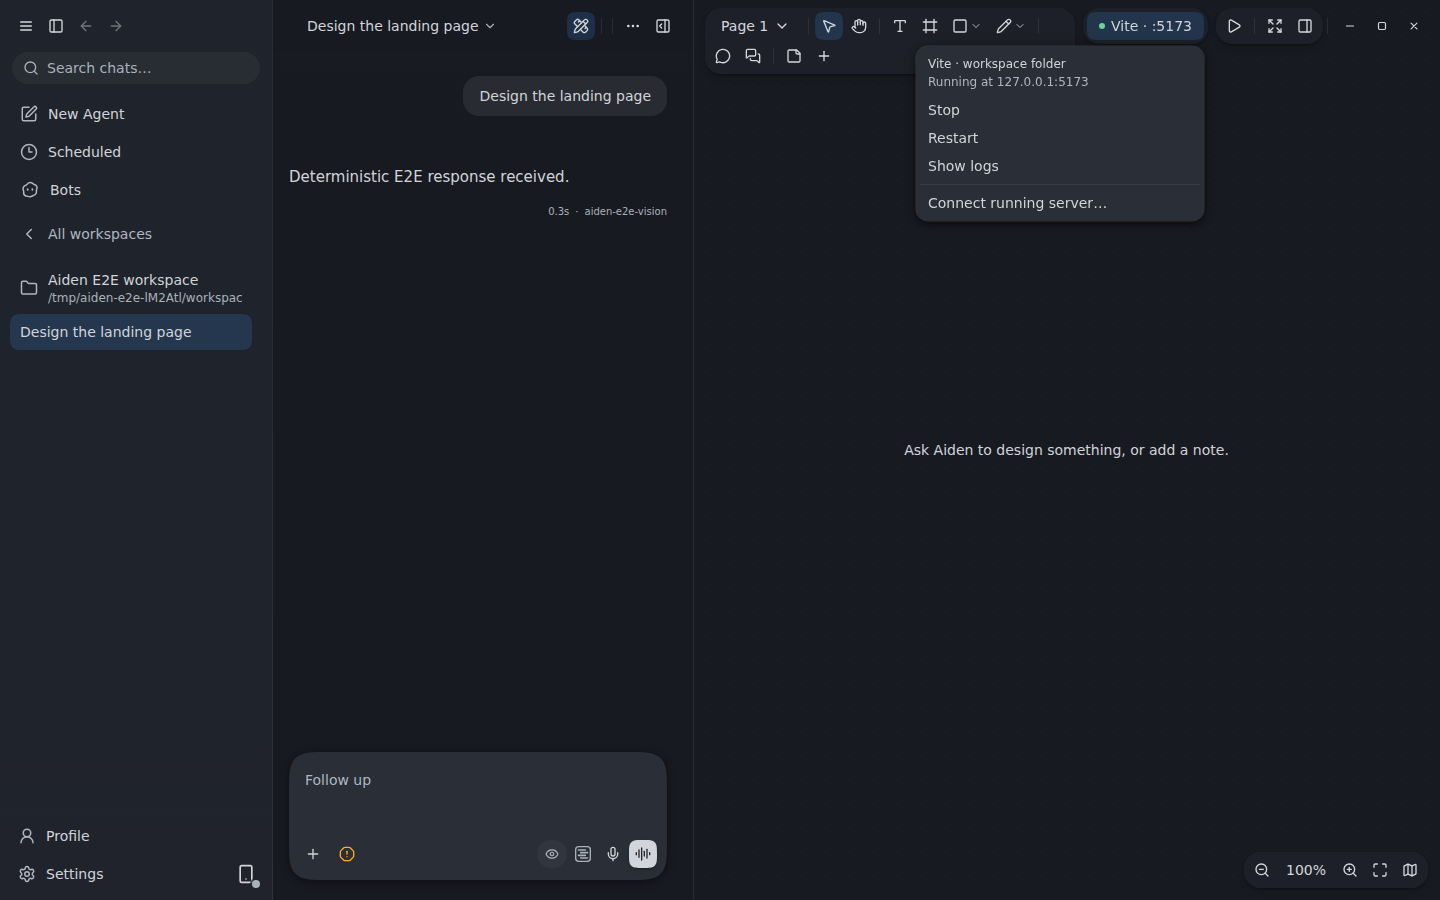 Search chats…
New Agent
Scheduled
Bots
All workspaces
Aiden E2E workspace
/tmp/aiden-e2e-lM2Atl/workspac
Design the landing page
Profile
Settings
Design the landing page
Design the landing page
Deterministic E2E response received.
0.3s · aiden-e2e-vision
Follow up
Page 1
Vite · :5173
Vite · workspace folder
Running at 127.0.0.1:5173
Stop
Restart
Show logs
Connect running server…
Ask Aiden to design something, or add a note.
100%